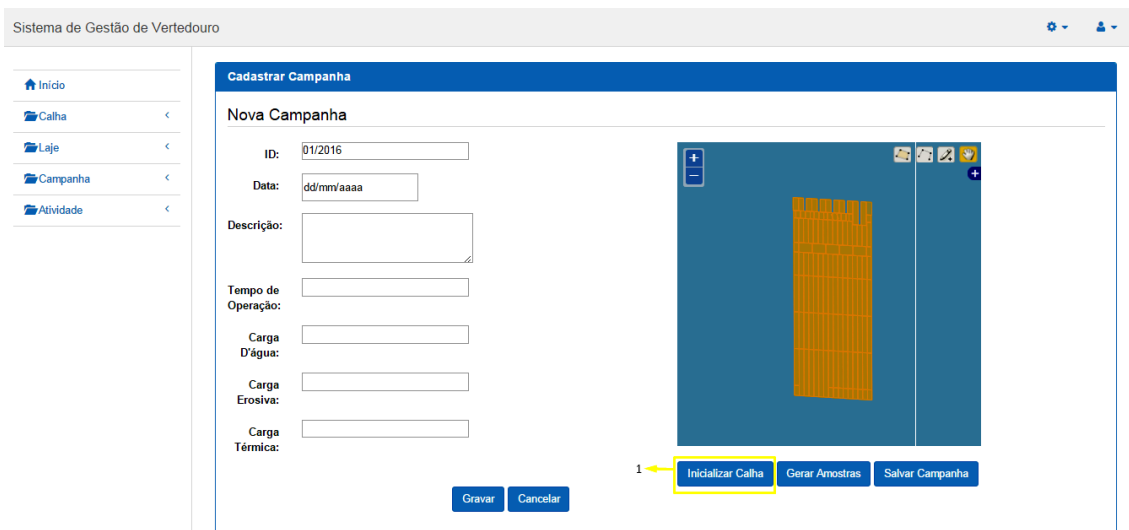 Sistema de Gestão de Vertedouro
Início
Calha
Laje
Campanha
Atividade
Cadastrar Campanha
Nova Campanha
ID: 01/2016
Data: dd/mm/aaaa
Descrição:
Tempo de
Operação:
Carga
D'água:
Carga
Erosiva:
Carga
Térmica:
Gravar Cancelar
1 Inicializar Calha Gerar Amostras Salvar Campanha